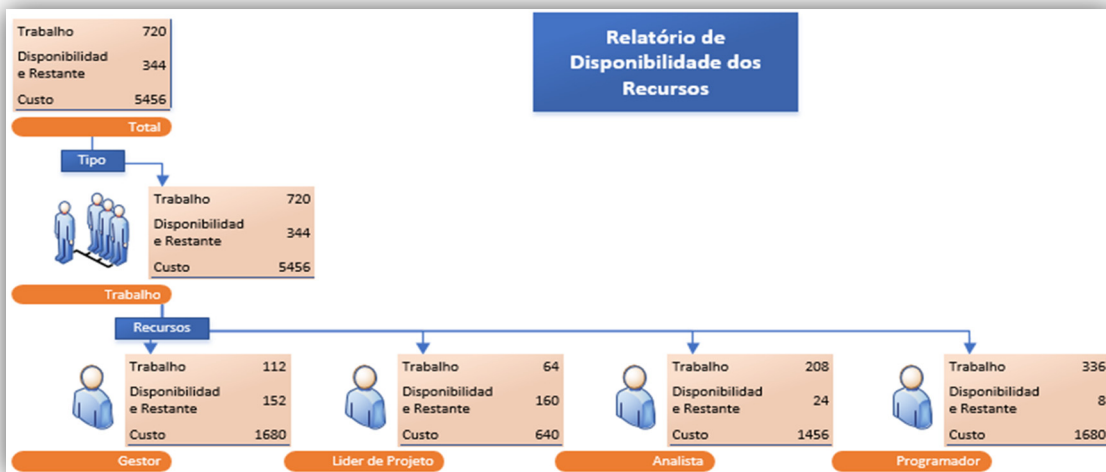 Relatório de
Disponibilidade dos
Recursos
Trabalho 720
Disponibilidad
e Restante 344
Custo 5456
Total
Tipo
Trabalho 720
Disponibilidad
e Restante 344
Custo 5456
Trabalho
Recursos
Trabalho 112
Disponibilidad
e Restante 152
Custo 1680
Gestor
Trabalho 64
Disponibilidad
e Restante 160
Custo 640
Lider de Projeto
Trabalho 208
Disponibilidad
e Restante 24
Custo 1456
Analista
Trabalho 336
Disponibilidad
e Restante 8
Custo 1680
Programador